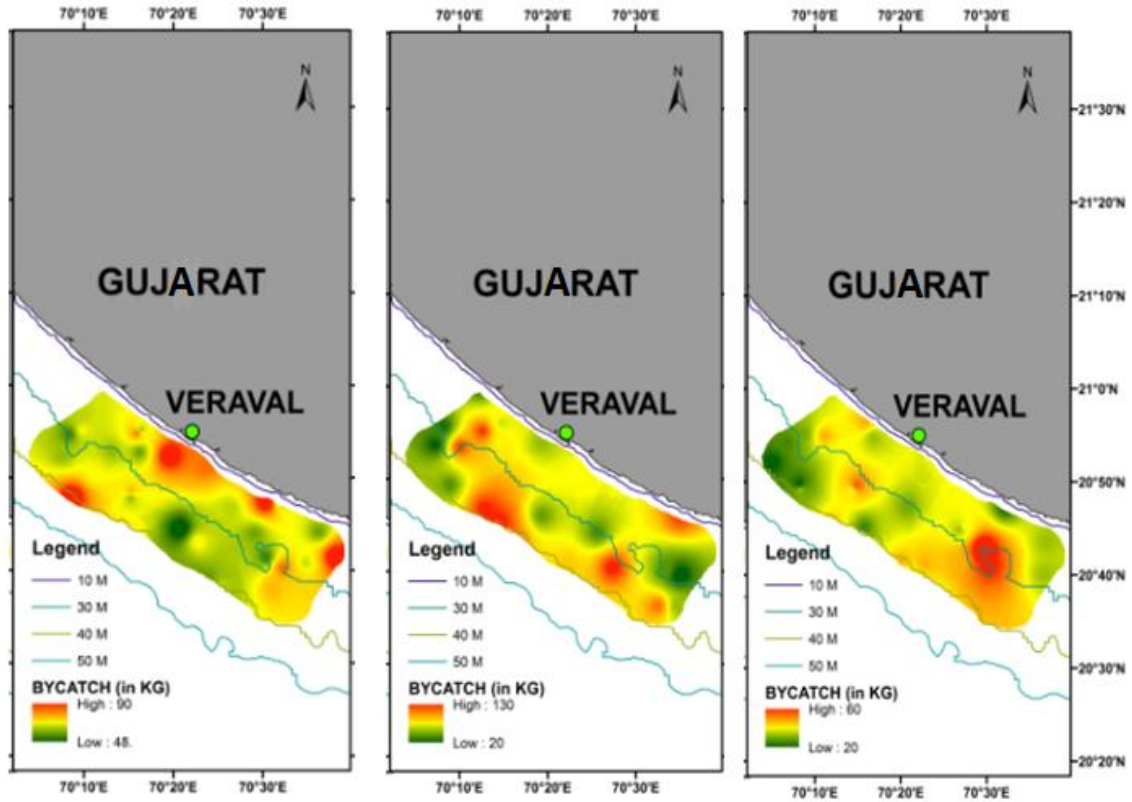 70°10'E 70°20'E 70°30'E
N
GUJARAT
VERAVAL
Legend
10 M
30 M
40 M
50 M
BYCATCH (in KG)
High : 90
Low : 48.
70°10'E 70°20'E 70°30'E
70°10'E 70°20'E 70°30'E
N
GUJARAT
VERAVAL
Legend
10 M
30 M
40 M
50 M
BYCATCH (in KG)
High : 130
Low : 20
70°10'E 70°20'E 70°30'E
70°10'E 70°20'E 70°30'E
N
GUJARAT
VERAVAL
Legend
10 M
30 M
40 M
50 M
BYCATCH (in KG)
High : 60
Low : 20
70°10'E 70°20'E 70°30'E
21°30'N
21°20'N
21°10'N
21°0'N
20°50'N
20°40'N
20°30'N
20°20'N